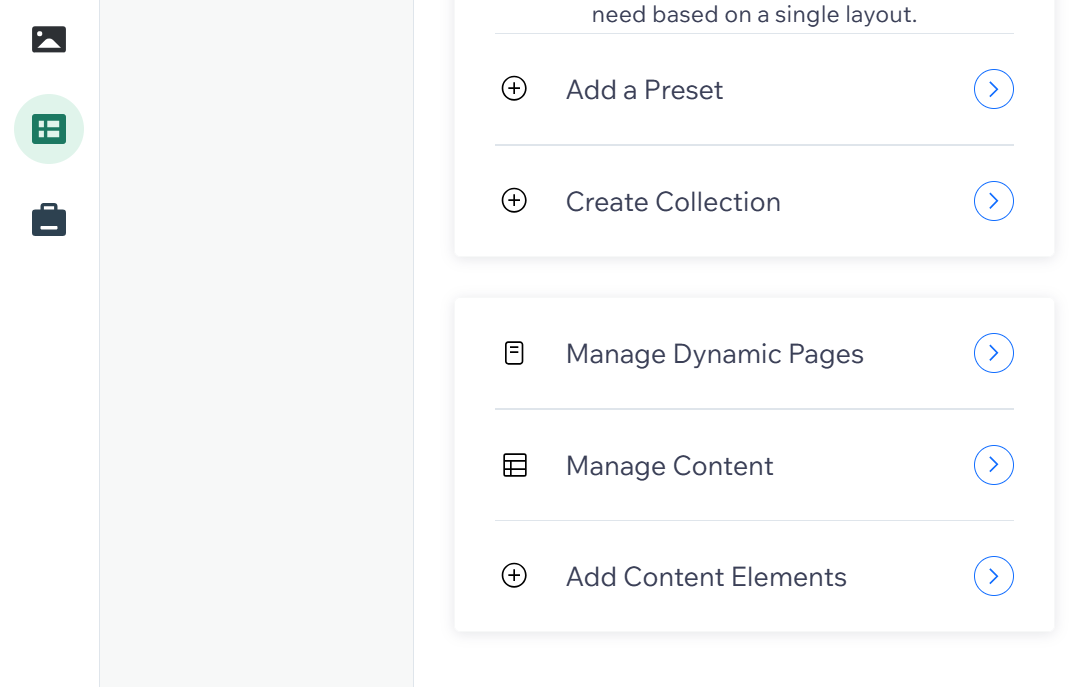 need based on a single layout.
Add a Preset
Create Collection
Manage Dynamic Pages
Manage Content
Add Content Elements